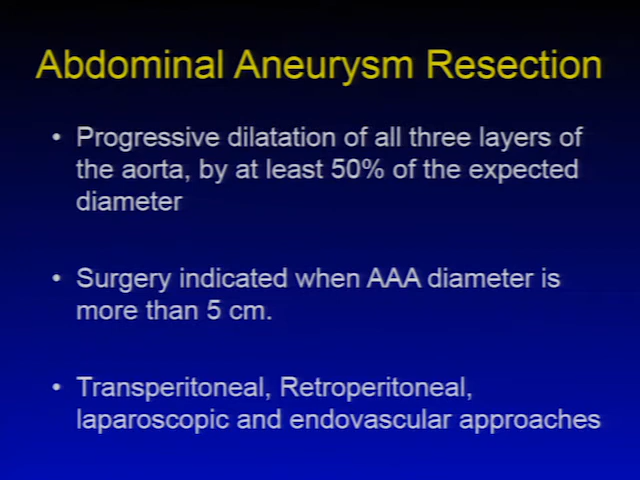 Abdominal Aneurysm Resection
• Progressive dilatation of all three layers of
the aorta, by at least 50% of the expected
diameter
• Surgery indicated when AAA diameter is
more than 5 cm.
• Transperitoneal, Retroperitoneal,
laparoscopic and endovascular approaches